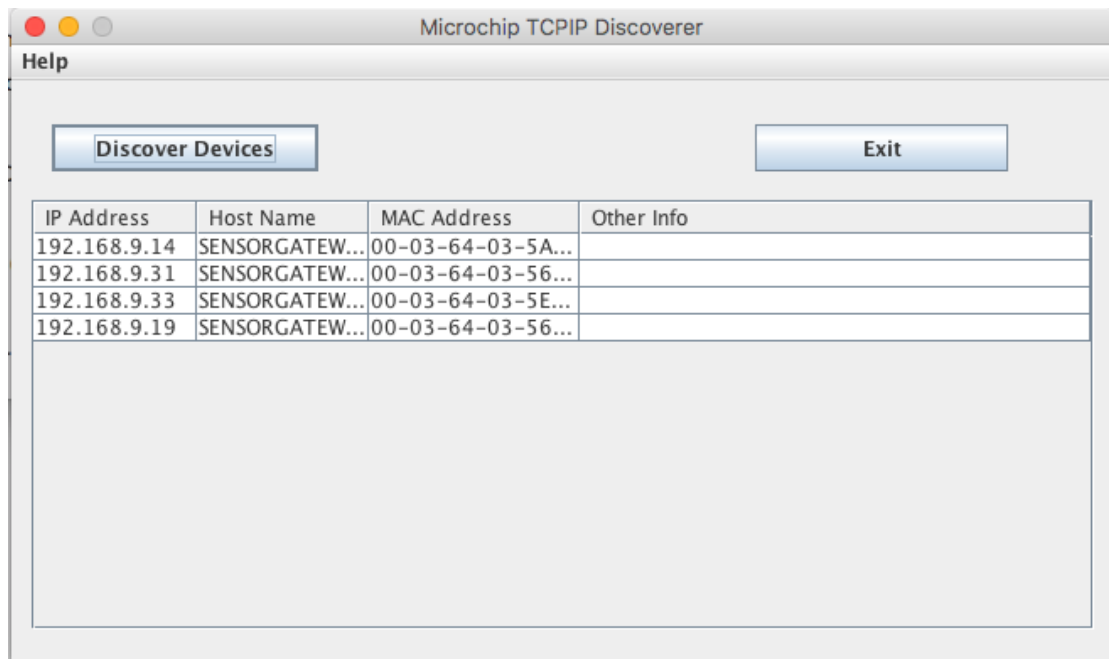 Microchip TCPIP Discoverer
Help
Discover Devices Exit
IP Address Host Name MAC Address Other Info
192.168.9.14 SENSORGATEW... 00-03-64-03-5A...
192.168.9.31 SENSORGATEW... 00-03-64-03-56...
192.168.9.33 SENSORGATEW... 00-03-64-03-5E...
192.168.9.19 SENSORGATEW... 00-03-64-03-56...